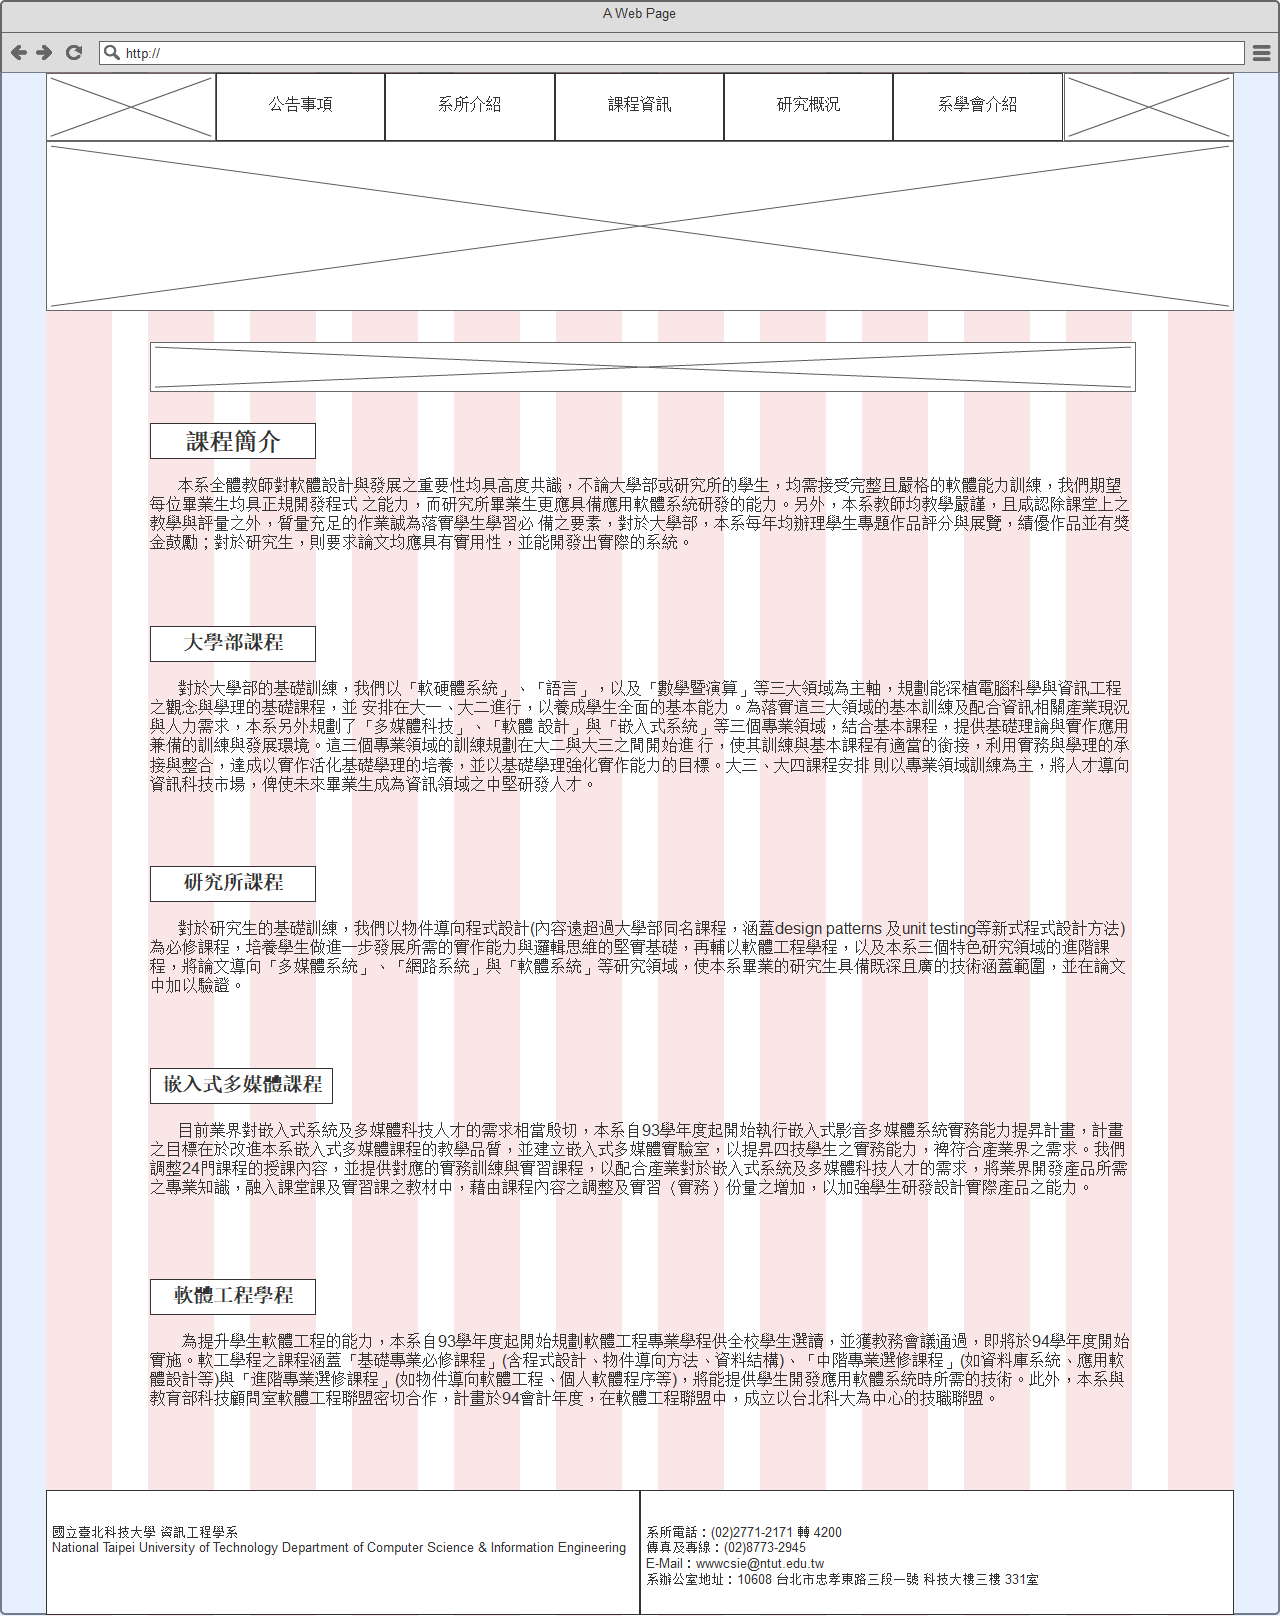 A Web Page
http://
公告事項
系所介紹
課程資訊
研究概況
系學會介紹
課程簡介
本系全體教師對軟體設計與發展之重要性均具高度共識，不論大學部或研究所的學生，均需接受完整且嚴格的軟體能力訓練，我們期望
每位畢業生均具正規開發程式 之能力，而研究所畢業生更應具備應用軟體系統研發的能力。另外，本系教師均教學嚴謹，且咸認除課堂上之
教學與評量之外，質量充足的作業誠為落實學生學習必 備之要素，對於大學部，本系每年均辦理學生專題作品評分與展覽，績優作品並有獎
金鼓勵；對於研究生，則要求論文均應具有實用性，並能開發出實際的系統。
大學部課程
對於大學部的基礎訓練，我們以「軟硬體系統」、「語言」，以及「數學暨演算」等三大領域為主軸，規劃能深植電腦科學與資訊工程
之觀念與學理的基礎課程，並 安排在大一、大二進行，以養成學生全面的基本能力。為落實這三大領域的基本訓練及配合資訊相關產業現況
與人力需求，本系另外規劃了「多媒體科技」、「軟體 設計」與「嵌入式系統」等三個專業領域，結合基本課程，提供基礎理論與實作應用
兼備的訓練與發展環境。這三個專業領域的訓練規劃在大二與大三之間開始進 行，使其訓練與基本課程有適當的銜接，利用實務與學理的承
接與整合，達成以實作活化基礎學理的培養，並以基礎學理強化實作能力的目標。大三、大四課程安排 則以專業領域訓練為主，將人才導向
資訊科技市場，俾使未來畢業生成為資訊領域之中堅研發人才。
研究所課程
對於研究生的基礎訓練，我們以物件導向程式設計(內容遠超過大學部同名課程，涵蓋design patterns 及unit testing等新式程式設計方法)
為必修課程，培養學生做進一步發展所需的實作能力與邏輯思維的堅實基礎，再輔以軟體工程學程，以及本系三個特色研究領域的進階課
程，將論文導向「多媒體系統」、「網路系統」與「軟體系統」等研究領域，使本系畢業的研究生具備既深且廣的技術涵蓋範圍，並在論文
中加以驗證。
嵌入式多媒體課程
目前業界對嵌入式系統及多媒體科技人才的需求相當殷切，本系自93學年度起開始執行嵌入式影音多媒體系統實務能力提昇計畫，計畫
之目標在於改進本系嵌入式多媒體課程的教學品質，並建立嵌入式多媒體實驗室，以提昇四技學生之實務能力，裨符合產業界之需求。我們
調整24門課程的授課內容，並提供對應的實務訓練與實習課程，以配合產業對於嵌入式系統及多媒體科技人才的需求，將業界開發產品所需
之專業知識，融入課堂課及實習課之教材中，藉由課程內容之調整及實習（實務）份量之增加，以加強學生研發設計實際產品之能力。
軟體工程學程
為提升學生軟體工程的能力，本系自93學年度起開始規劃軟體工程專業學程供全校學生選讀，並獲教務會議通過，即將於94學年度開始
實施。軟工學程之課程涵蓋「基礎專業必修課程」(含程式設計、物件導向方法、資料結構)、「中階專業選修課程」(如資料庫系統、應用軟
體設計等)與「進階專業選修課程」(如物件導向軟體工程、個人軟體程序等)，將能提供學生開發應用軟體系統時所需的技術。此外，本系與
教育部科技顧問室軟體工程聯盟密切合作，計畫於94會計年度，在軟體工程聯盟中，成立以台北科大為中心的技職聯盟。
國立臺北科技大學 資訊工程學系
National Taipei University of Technology Department of Computer Science & Information Engineering
系所電話：(02)2771-2171 轉 4200
傳真及專線：(02)8773-2945
E-Mail：wwwcsie@ntut.edu.tw
系辦公室地址：10608 台北市忠孝東路三段一號 科技大樓三樓 331室